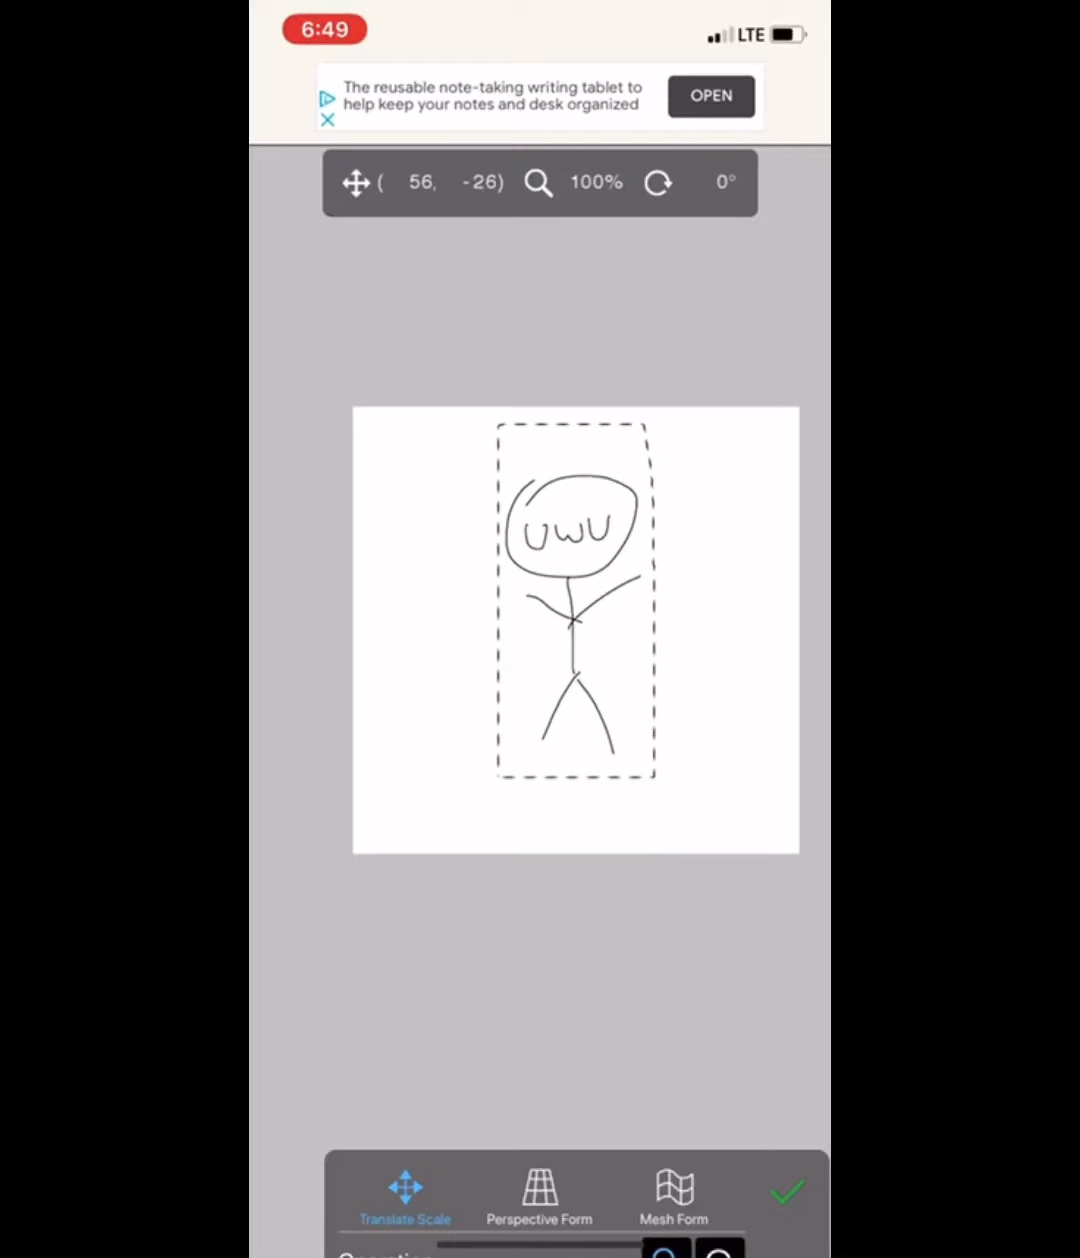 6:49
LTE
The reusable note-taking writing tablet to
help keep your notes and desk organized
OPEN
( 56, -26) 100% 0°
UWU
Translate Scale Perspective Form Mesh Form